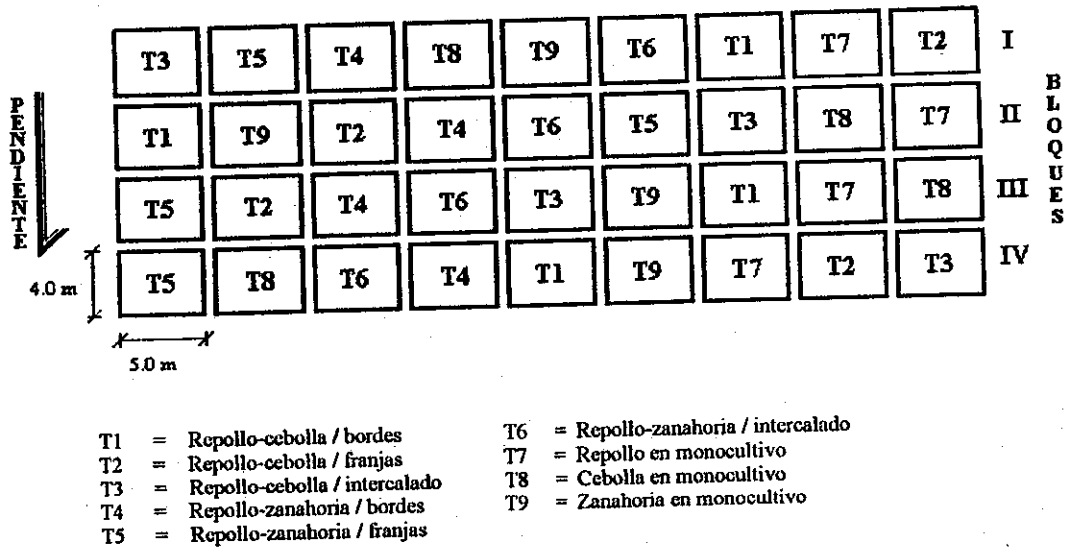 T3 T5 T4 T8 T9 T6 T1 T7 T2 I
T1 T9 T2 T4 T6 T5 T3 T8 T7 II
T5 T2 T4 T6 T3 T9 T1 T7 T8 III
T5 T8 T6 T4 T1 T9 T7 T2 T3 IV
PENDIENTE
BLOQUES
4.0 m
5.0 m
T1 = Repollo-cebolla / bordes
T2 = Repollo-cebolla / franjas
T3 = Repollo-cebolla / intercalado
T4 = Repollo-zanahoria / bordes
T5 = Repollo-zanahoria / franjas
T6 = Repollo-zanahoria / intercalado
T7 = Repollo en monocultivo
T8 = Cebolla en monocultivo
T9 = Zanahoria en monocultivo